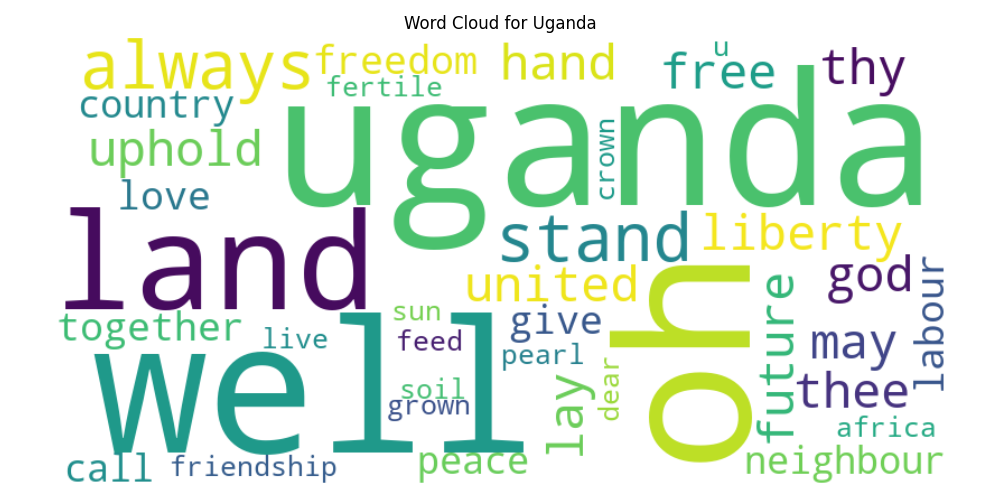 Word Cloud for Uganda
always
freedom
hand
u
free
thy
fertile
country
uganda
crown
uphold
love
land
stand
liberty
united
god
oh
future
labour
together
sun
give
may
live
feed
pearl
well
thee
dear
lay
soil
grown
africa
call
friendship
peace
neighbour